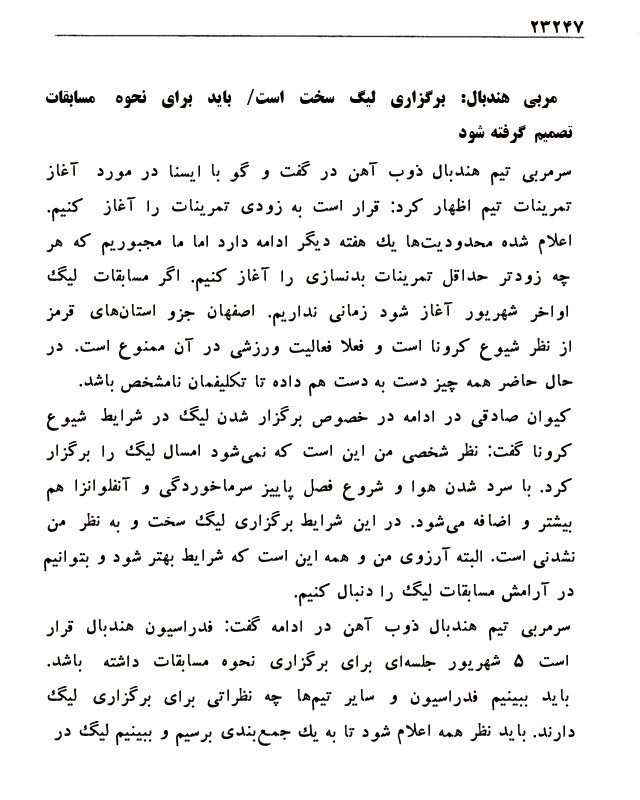 ۲۳۲۴۷
مربی هندبال: برگزاری لیگ سخت است/ باید برای نحوه مسابقات
تصمیم گرفته شود
سرمربی تیم هندبال ذوب آهن در گفت و گو با ایسنا در مورد آغاز
تمرینات تیم اظهار کرد: قرار است به زودی تمرینات را آغاز کنیم.
اعلام شده محدودیت‌ها یك هفته دیگر ادامه دارد اما ما مجبوریم که هر
چه زودتر حداقل تمرینات بدنسازی را آغاز کنیم. اگر مسابقات لیگ
اواخر شهریور آغاز شود زمانی نداریم. اصفهان جزو استان‌های قرمز
از نظر شیوع کرونا است و فعلا فعالیت ورزشی در آن ممنوع است. در
حال حاضر همه چیز دست به دست هم داده تا تکلیفمان نامشخص باشد.
کیوان صادقی در ادامه در خصوص برگزار شدن لیگ در شرایط شیوع
کرونا گفت: نظر شخصی من این است که نمی‌شود امسال لیگ را برگزار
کرد. با سرد شدن هوا و شروع فصل پاییز سرماخوردگی و آنفلوانزا هم
بیشتر و اضافه می‌شود. در این شرایط برگزاری لیگ سخت و به نظر من
نشدنی است. البته آرزوی من و همه این است که شرایط بهتر شود و بتوانیم
در آرامش مسابقات لیگ را دنبال کنیم.
سرمربی تیم هندبال ذوب آهن در ادامه گفت: فدراسیون هندبال قرار
است ۵ شهریور جلسه‌ای برای برگزاری نحوه مسابقات داشته باشد.
باید ببینیم فدراسیون و سایر تیم‌ها چه نظراتی برای برگزاری لیگ
دارند. باید نظر همه اعلام شود تا به یك جمع‌بندی برسیم و ببینیم لیگ در